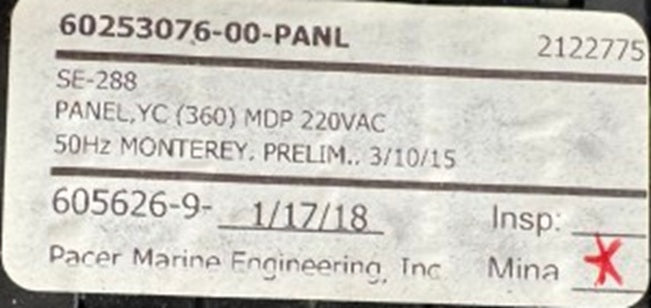 60253076-00-PANL 2122775
SE-288
PANEL,YC (360) MDP 220VAC
50Hz MONTEREY, PRELIM., 3/10/15
605626-9- 1/17/18 Insp:
Pacer Marine Engineering, Inc Mina